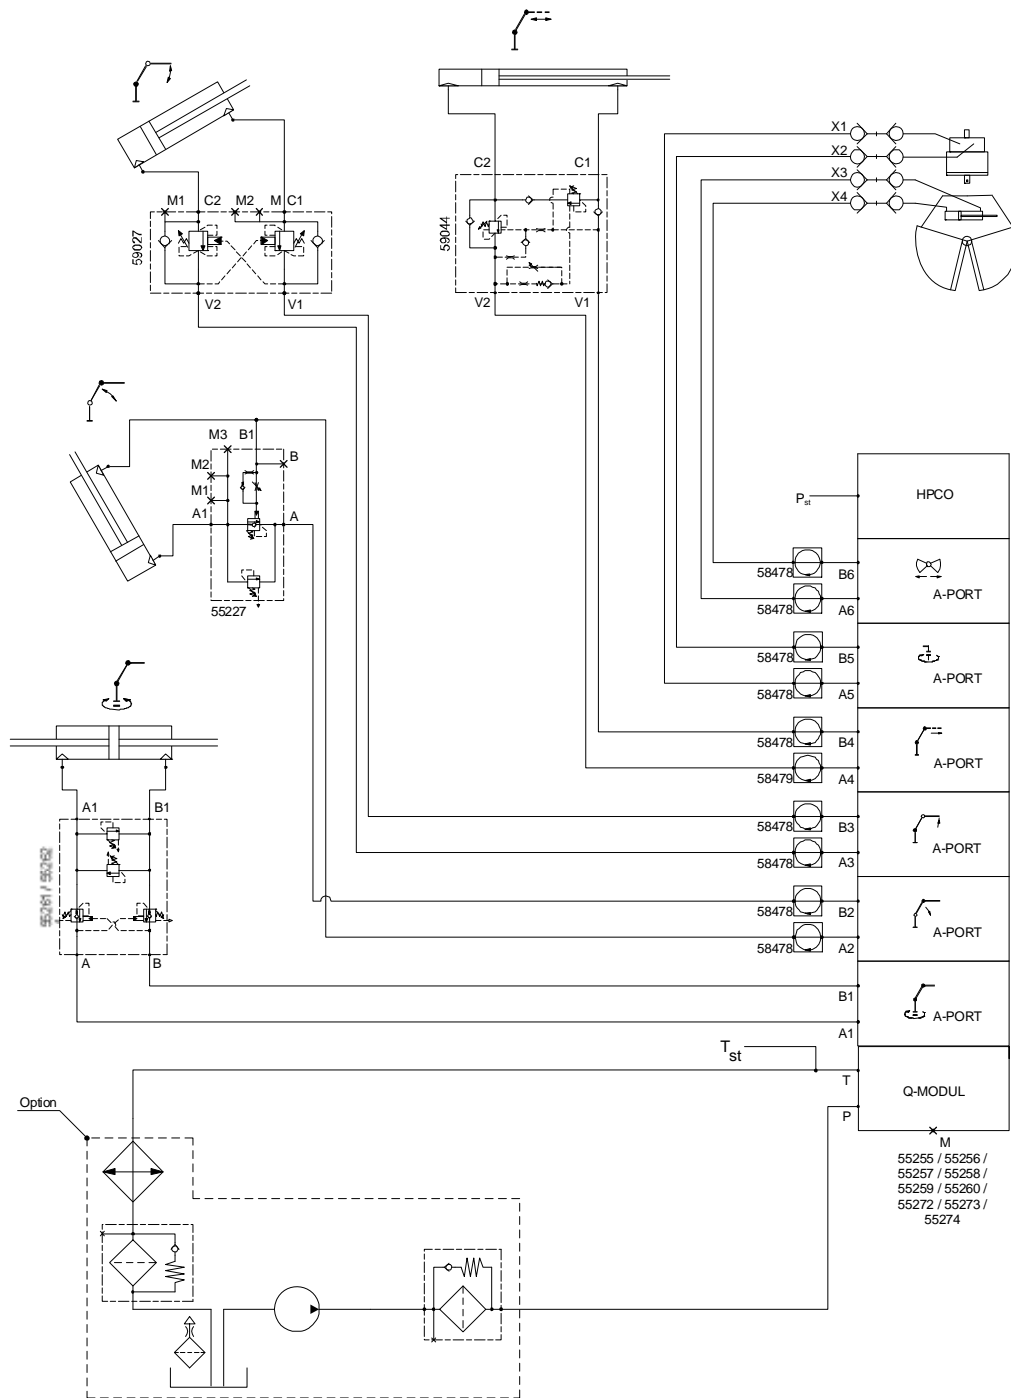 X1
X2
X3
X4
C2
C1
59044
V2
V1
M1
C2
M2
M
C1
59027
V2
V1
M3
B1
B
M2
M1
A1
A
55227
HPCO
Pst
58478
B6
A-PORT
58478
A6
58478
B5
A-PORT
58478
A5
58478
B4
A-PORT
58479
A4
58478
B3
A-PORT
58478
A3
58478
B2
A-PORT
58478
A2
A1
B1
55261 / 55262
A
B
B1
A-PORT
A1
Tst
T
Q-MODUL
P
M
55255 / 55256 /
55257 / 55258 /
55259 / 55260 /
55272 / 55273 /
55274
Option